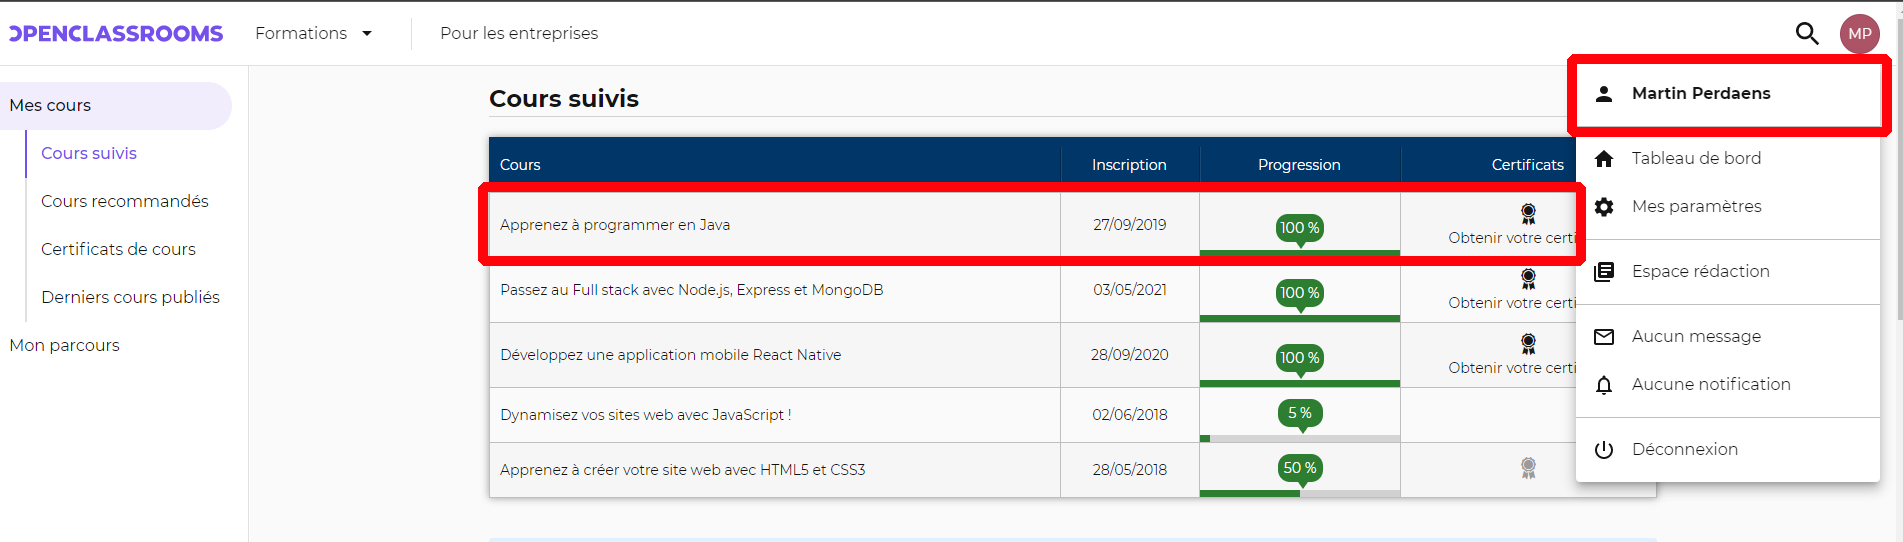 OPENCLASSROOMS Formations Pour les entreprises MP
Mes cours
Cours suivis
Cours recommandés
Certificats de cours
Derniers cours publiés
Mon parcours
Cours suivis
Cours Inscription Progression Certificats
Apprenez à programmer en Java 27/09/2019 100 %
Obtenir votre certi
Passez au Full stack avec Node.js, Express et MongoDB 03/05/2021 100 %
Obtenir votre certi
Développez une application mobile React Native 28/09/2020 100 %
Obtenir votre certi
Dynamisez vos sites web avec JavaScript ! 02/06/2018 5 %
Apprenez à créer votre site web avec HTML5 et CSS3 28/05/2018 50 %
Martin Perdaens
Tableau de bord
Mes paramètres
Espace rédaction
Aucun message
Aucune notification
Déconnexion